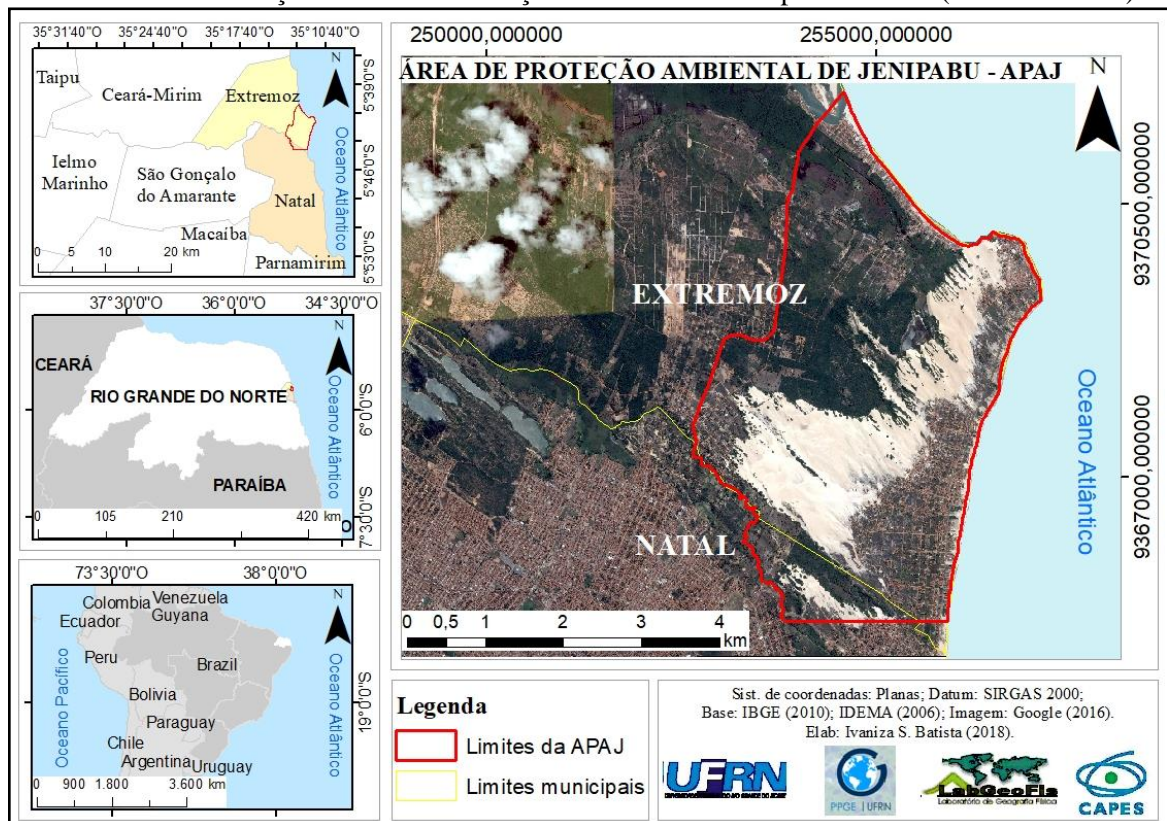 35°31'40"O 35°24'40"O 35°17'40"O 35°10'40"O
N
Taipu
Ceará-Mirim
Extremoz
Ielmo
Marinho
São Gonçalo
do Amarante
Natal
Macaíba
Parnamirim
Oceano Atlântico
0 5 10 20 km
5°39'0"S
5°46'0"S
5°53'0"S
37°30'0"O 36°0'0"O 34°30'0"O
N
CEARÁ
RIO GRANDE DO NORTE
PARAÍBA
Oceano Atlântico
0 105 210 420 km
6°0'0"S
7°30'0"S
73°30'0"O 38°0'0"O
N
Colombia
Venezuela
Guyana
Ecuador
Peru
Brazil
Bolivia
Paraguay
Chile
Argentina
Uruguay
Oceano Pacífico
Oceano Atlântico
0 900 1.800 3.600 km
19°0'0"S
250000,000000 255000,000000
ÁREA DE PROTEÇÃO AMBIENTAL DE JENIPABU - APAJ
N
EXTREMOZ
NATAL
Oceano Atlântico
0 0,5 1 2 3 4
km
9370500,000000
9367000,000000
Legenda
Limites da APAJ
Limites municipais
Sist. de coordenadas: Planas; Datum: SIRGAS 2000;
Base: IBGE (2010); IDEMA (2006); Imagem: Google (2016).
Elab: Ivaniza S. Batista (2018).
UFRN
PPGE | UFRN
LabGeoFis
Laboratório de Geografia Física
CAPES